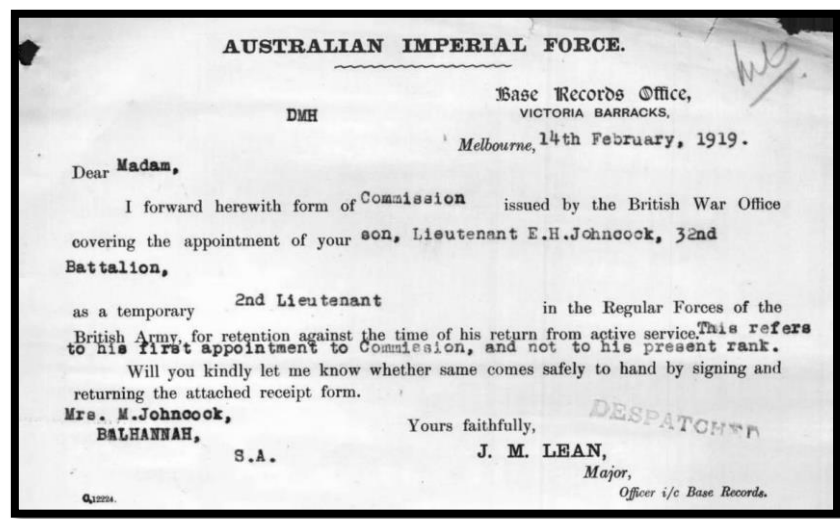 AUSTRALIAN IMPERIAL FORCE.
Base Records Office,
VICTORIA BARRACKS,
DMH
Melbourne, 14th February, 1919.
Dear Madam,
I forward herewith form of Commission issued by the British War Office
covering the appointment of your son, Lieutenant E.H.Johncock, 32nd
Battalion,
as a temporary 2nd Lieutenant in the Regular Forces of the
British Army, for retention against the time of his return from active service. This refers
to his first appointment to Commission, and not to his present rank.
Will you kindly let me know whether same comes safely to hand by signing and
returning the attached receipt form.
Mrs. M.Johncock,
BALHANNAH,
S.A.
Yours faithfully,
DESPATCHED
J. M. LEAN,
Major,
Officer i/c Base Records.
Q.12224.